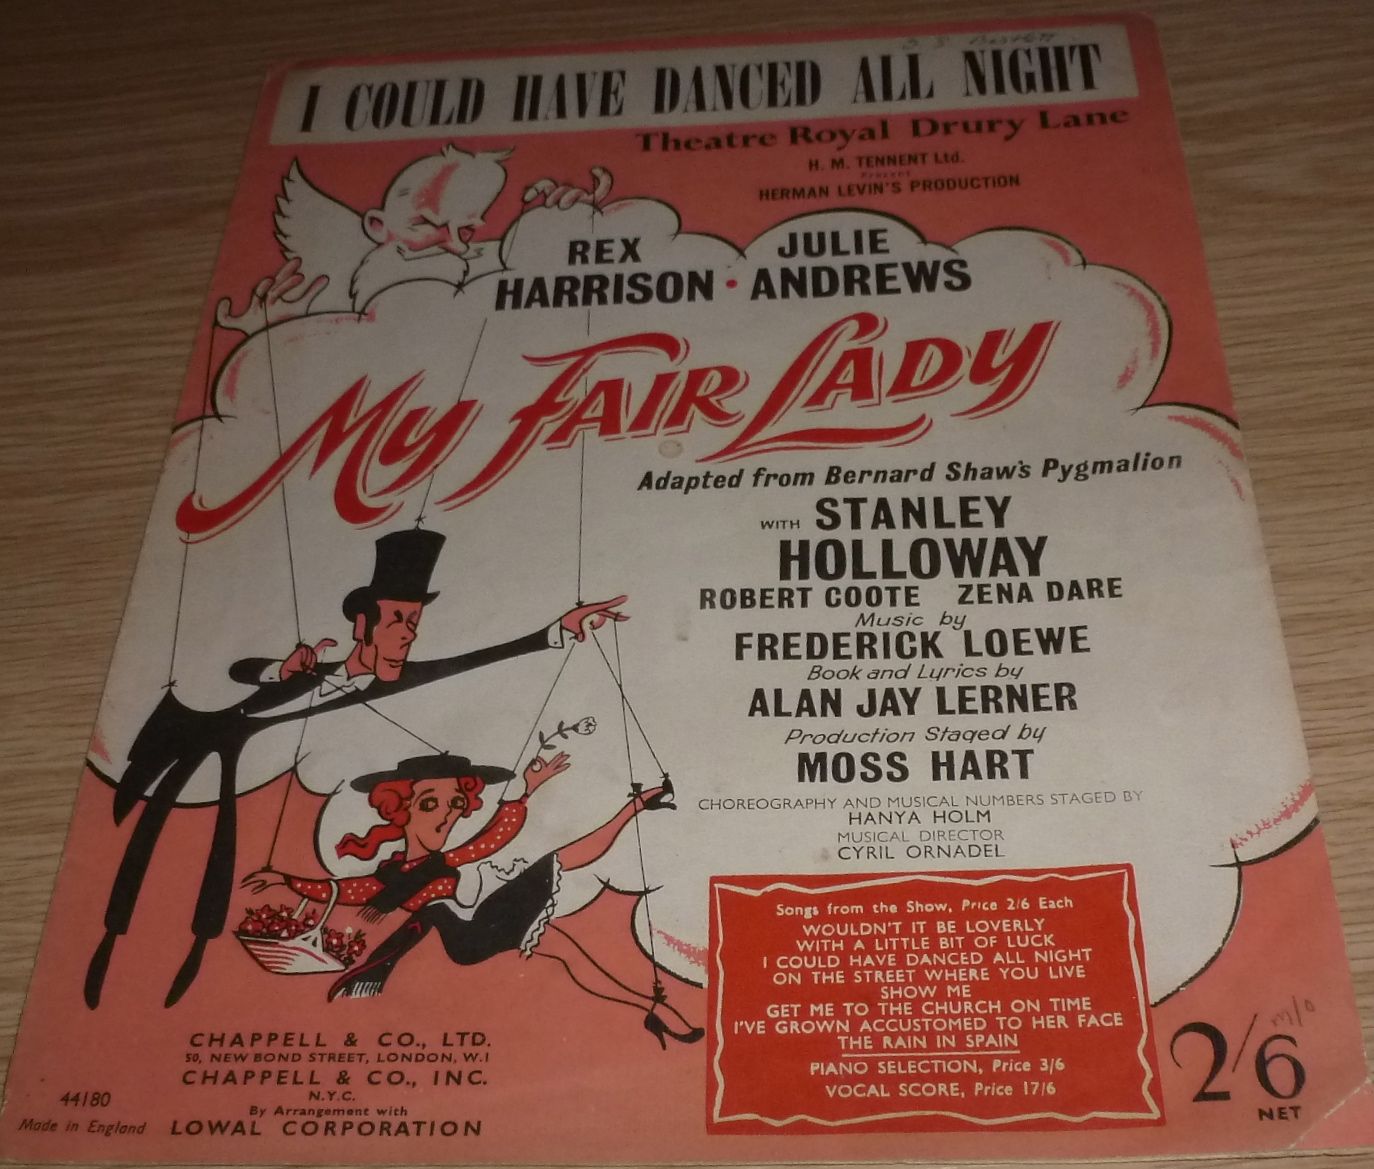 I COULD HAVE DANCED ALL NIGHT
Theatre Royal Drury Lane
H. M. TENNENT Ltd.
Present
HERMAN LEVIN'S PRODUCTION
REX HARRISON · JULIE ANDREWS
MY FAIR LADY
Adapted from Bernard Shaw's Pygmalion
WITH STANLEY
HOLLOWAY
ROBERT COOTE ZENA DARE
Music by
FREDERICK LOEWE
Book and Lyrics by
ALAN JAY LERNER
Production Staged by
MOSS HART
CHOREOGRAPHY AND MUSICAL NUMBERS STAGED BY
HANYA HOLM
MUSICAL DIRECTOR
CYRIL ORNADEL
Songs from the Show, Price 2/6 Each
WOULDN'T IT BE LOVERLY
WITH A LITTLE BIT OF LUCK
I COULD HAVE DANCED ALL NIGHT
ON THE STREET WHERE YOU LIVE
SHOW ME
GET ME TO THE CHURCH ON TIME
I'VE GROWN ACCUSTOMED TO HER FACE
THE RAIN IN SPAIN
PIANO SELECTION, Price 3/6
VOCAL SCORE, Price 17/6
CHAPPELL & CO., LTD.
50, NEW BOND STREET, LONDON, W.1
CHAPPELL & CO., INC.
N.Y.C.
By Arrangement with
LOWAL CORPORATION
44180
Made in England
m/o
2/6
NET